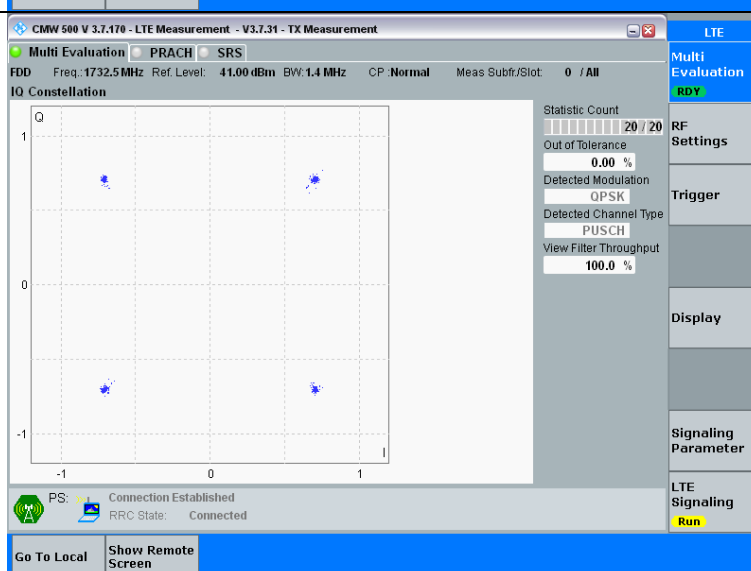 CMW 500 V 3.7.170 - LTE Measurement - V3.7.31 - TX Measurement
LTE
Multi Evaluation PRACH SRS
Multi
Evaluation
RDY
FDD Freq.:1732.5 MHz Ref. Level: 41.00 dBm BW:1.4 MHz CP :Normal Meas Subfr./Slot: 0 / All
IQ Constellation
Q
1
0
-1
I
-1 0 1
Statistic Count
20 / 20
Out of Tolerance
0.00 %
Detected Modulation
QPSK
Detected Channel Type
PUSCH
View Filter Throughput
100.0 %
RF
Settings
Trigger
Display
Signaling
Parameter
LTE
Signaling
Run
PS: Connection Established
RRC State: Connected
Go To Local
Show Remote
Screen